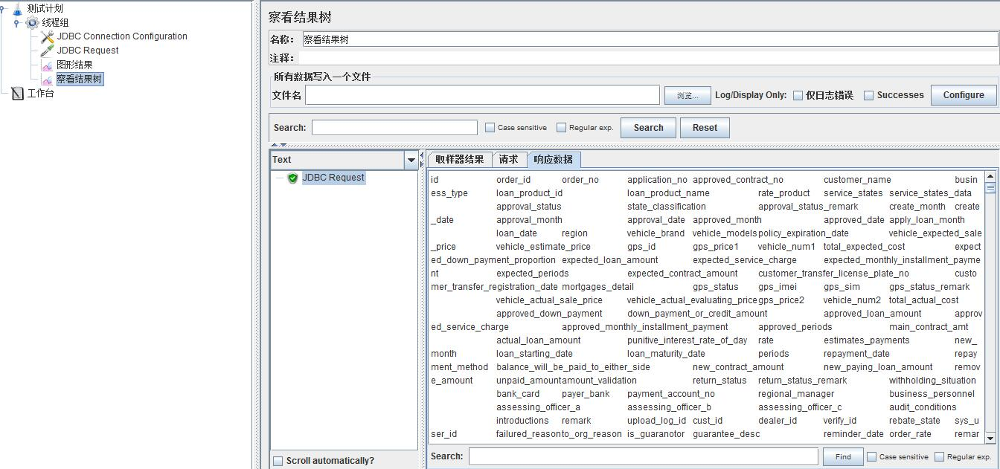 测试计划
线程组
JDBC Connection Configuration
JDBC Request
图形结果
察看结果树
工作台
察看结果树
名称： 察看结果树
注释：
所有数据写入一个文件
文件名 浏览... Log/Display Only: 仅日志错误 Successes Configure
Search: Case sensitive Regular exp. Search Reset
Text
JDBC Request
Scroll automatically?
取样器结果 请求 响应数据
id order_id order_no application_no approved_contract_no customer_name busin
ess_type loan_product_id loan_product_name rate_product service_states service_states_data
approval_status state_classification approval_status_remark create_month create
_date approval_month approval_date approved_month approved_date apply_loan_month
loan_date region vehicle_brand vehicle_models policy_expiration_date vehicle_expected_sale
_price vehicle_estimate_price gps_id gps_price1 vehicle_num1 total_expected_cost expect
ed_down_payment_proportion expected_loan_amount expected_service_charge expected_monthly_installment_payme
nt expected_periods expected_contract_amount customer_transfer_license_plate_no custo
mer_transfer_registration_date mortgages_detail gps_status gps_imei gps_sim gps_status_remark
vehicle_actual_sale_price vehicle_actual_evaluating_price gps_price2 vehicle_num2 total_actual_cost
approved_down_payment down_payment_or_credit_amount approved_loan_amount approv
ed_service_charge approved_monthly_installment_payment approved_periods main_contract_amt
actual_loan_amount punitive_interest_rate_of_day rate estimates_payments new_
month loan_starting_date loan_maturity_date periods repayment_date repay
ment_method balance_will_be_paid_to_either_side new_contract_amount new_paying_loan_amount remov
e_amount unpaid_amount amount_validation return_status return_status_remark withholding_situation
bank_card payer_bank payment_account_no regional_manager business_personnel
assessing_officer_a assessing_officer_b assessing_officer_c audit_conditions
introductions remark upload_log_id cust_id dealer_id verify_id rebate_state sys_u
ser_id failured_reason to_org_reason is_guaranotor guarantee_desc reminder_date order_rate remar
Search: Find Case sensitive Regular exp.